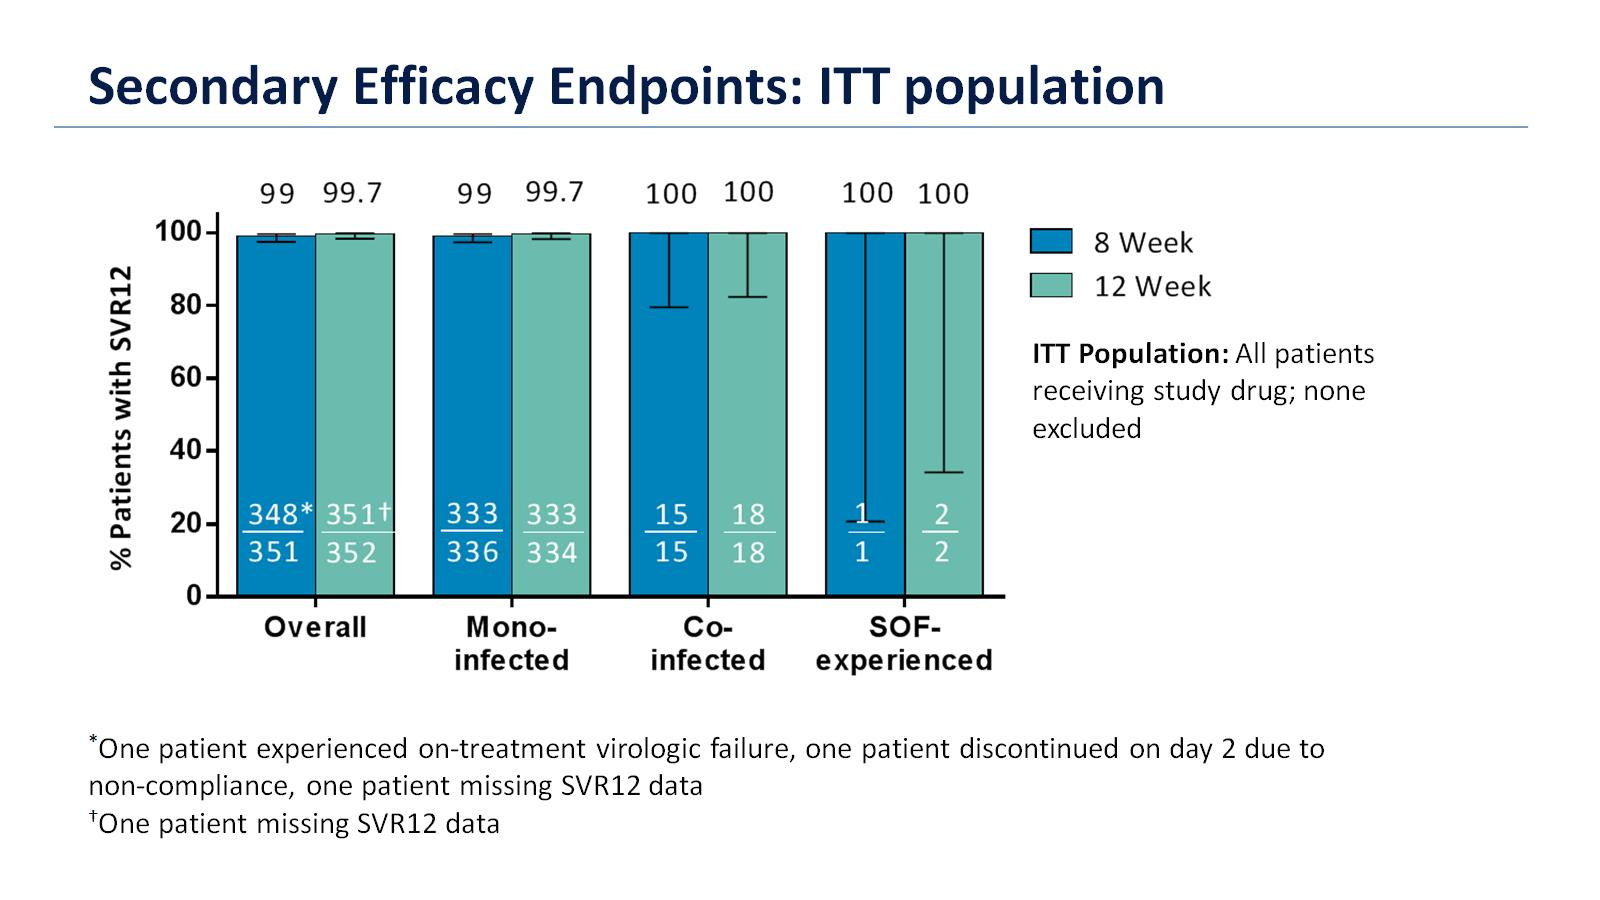 Secondary Efficacy Endpoints: ITT population
99 99.7 99 99.7 100 100 100 100
% Patients with SVR12
100
80
60
40
20
0
348* 351† 333 333 15 18 1 2
351 352 336 334 15 18 1 2
Overall Mono- Co- SOF-
infected infected experienced
8 Week
12 Week
ITT Population: All patients
receiving study drug; none
excluded
*One patient experienced on-treatment virologic failure, one patient discontinued on day 2 due to
non-compliance, one patient missing SVR12 data
†One patient missing SVR12 data